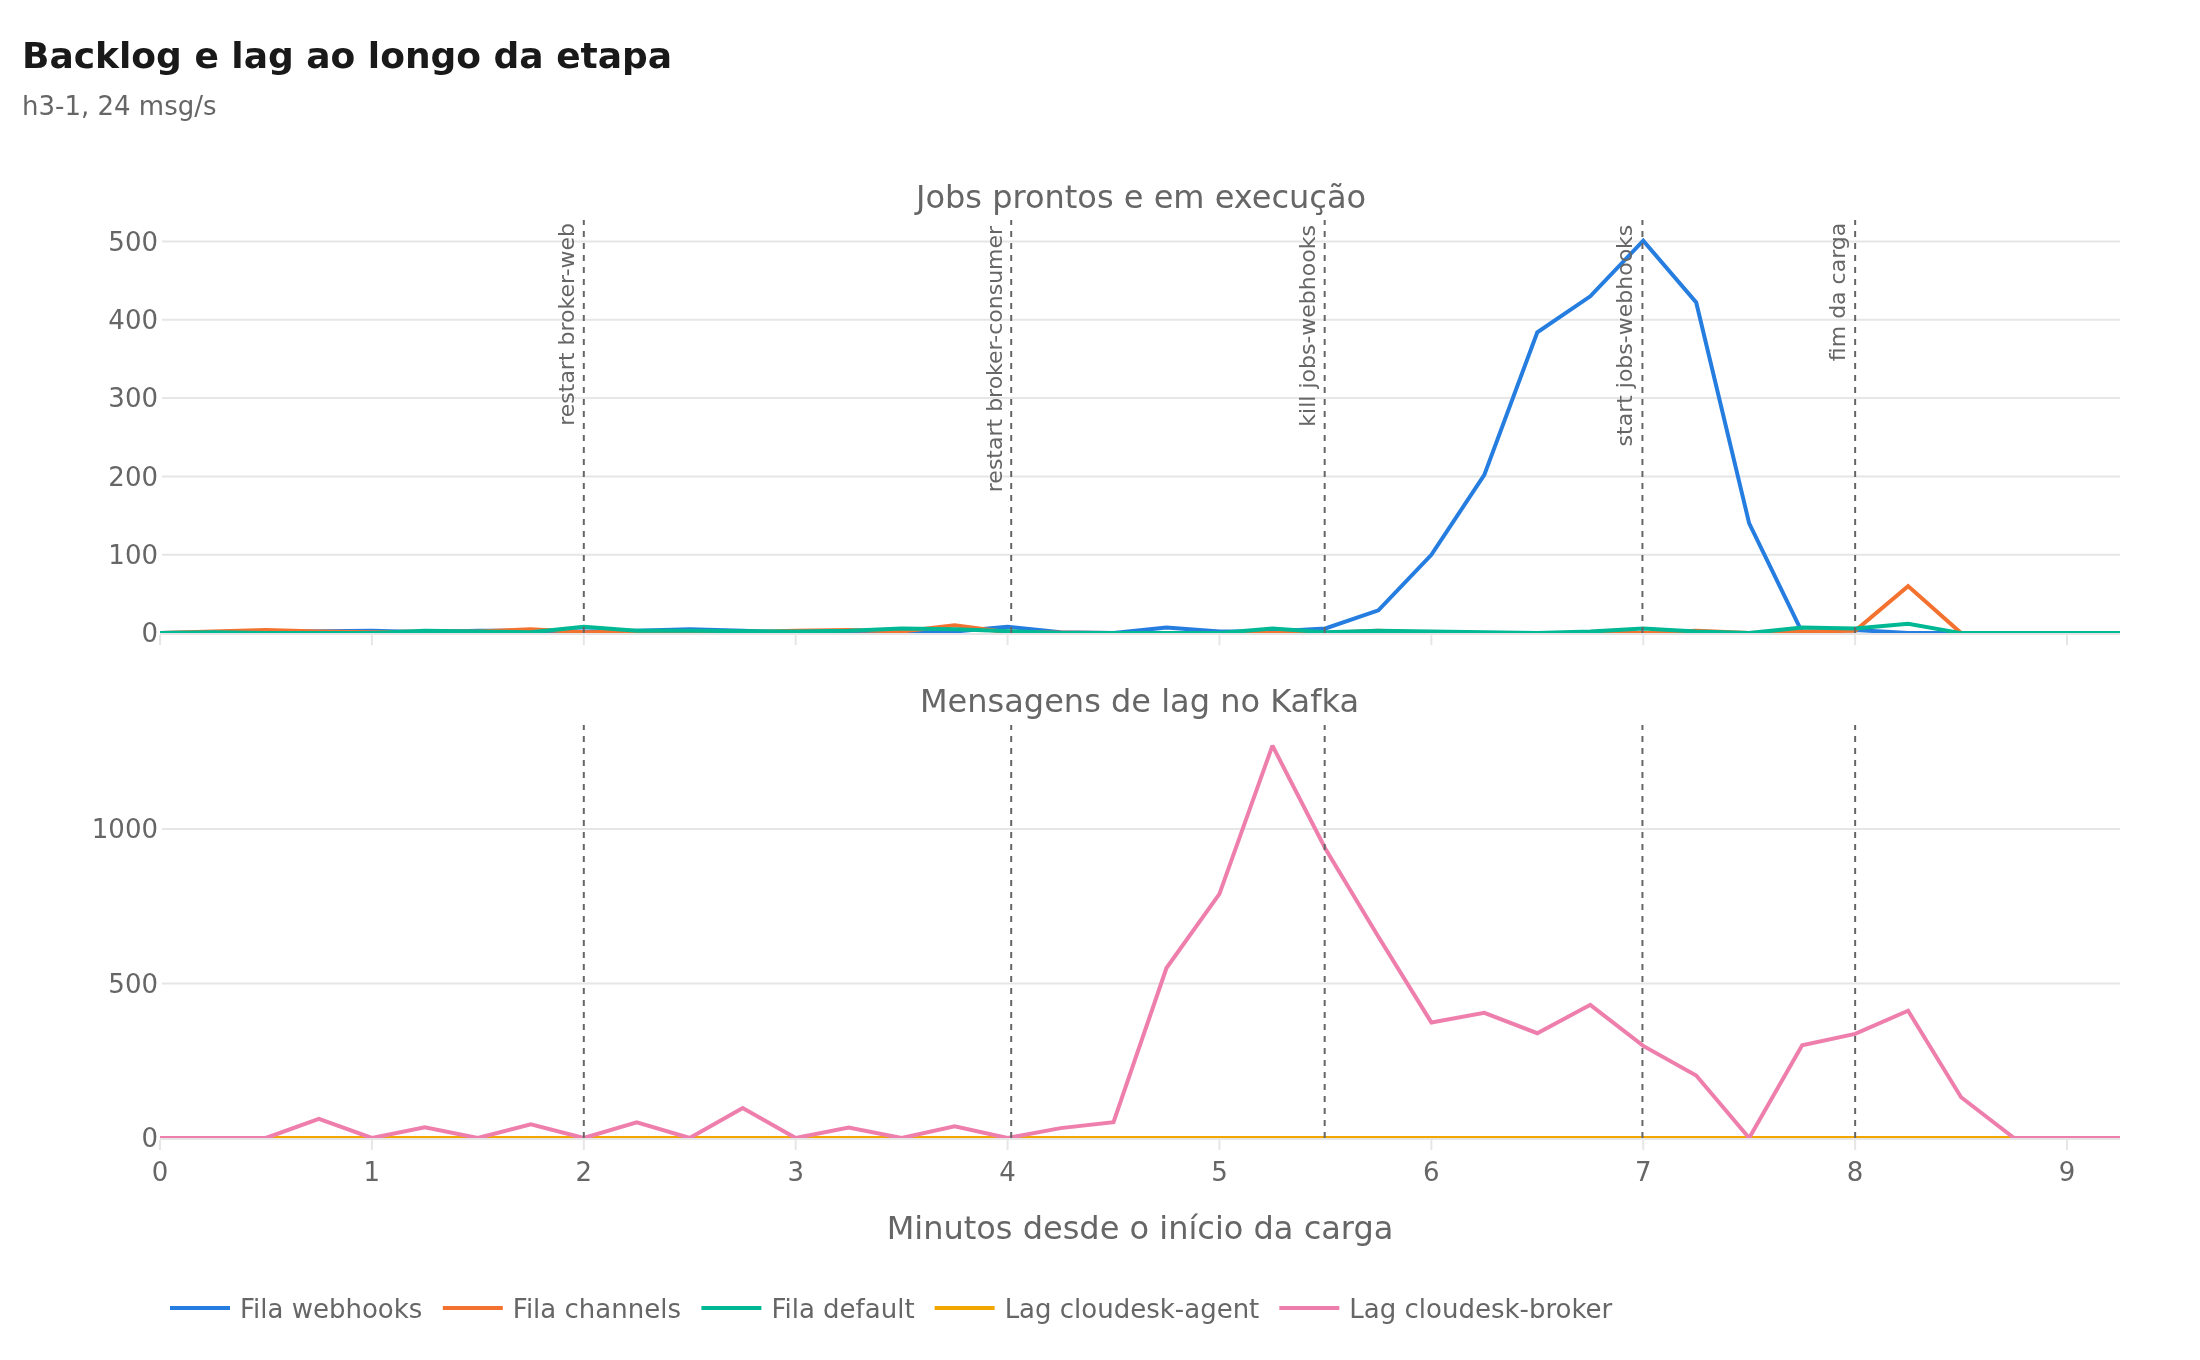 Backlog e lag ao longo da etapa
h3-1, 24 msg/s
Jobs prontos e em execução
500
400
300
200
100
0
restart broker-web
restart broker-consumer
kill jobs-webhooks
start jobs-webhooks
fim da carga
Mensagens de lag no Kafka
1000
500
0
0 1 2 3 4 5 6 7 8 9
Minutos desde o início da carga
Fila webhooks Fila channels Fila default Lag cloudesk-agent Lag cloudesk-broker